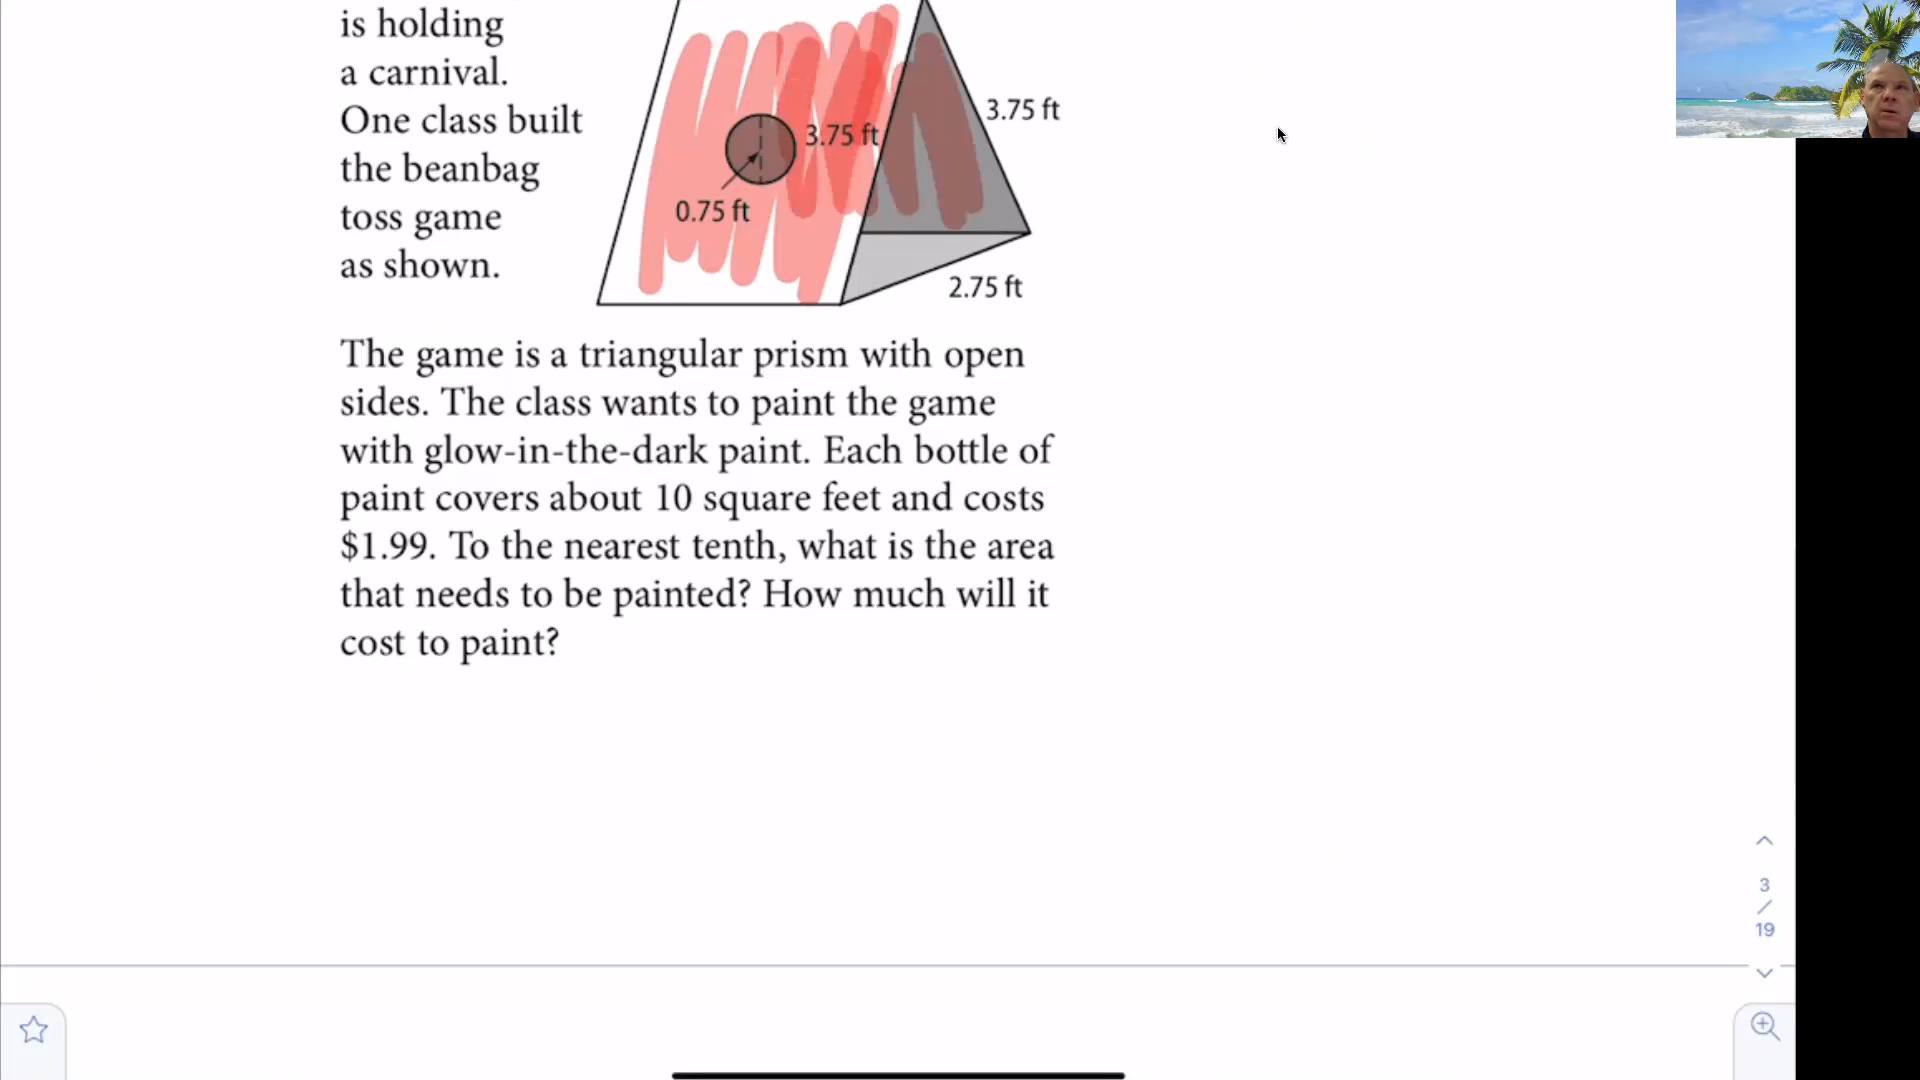 is holding
a carnival.
One class built
the beanbag
toss game
as shown.
3.75 ft
3.75 ft
0.75 ft
2.75 ft
The game is a triangular prism with open
sides. The class wants to paint the game
with glow-in-the-dark paint. Each bottle of
paint covers about 10 square feet and costs
$1.99. To the nearest tenth, what is the area
that needs to be painted? How much will it
cost to paint?
3
/
19